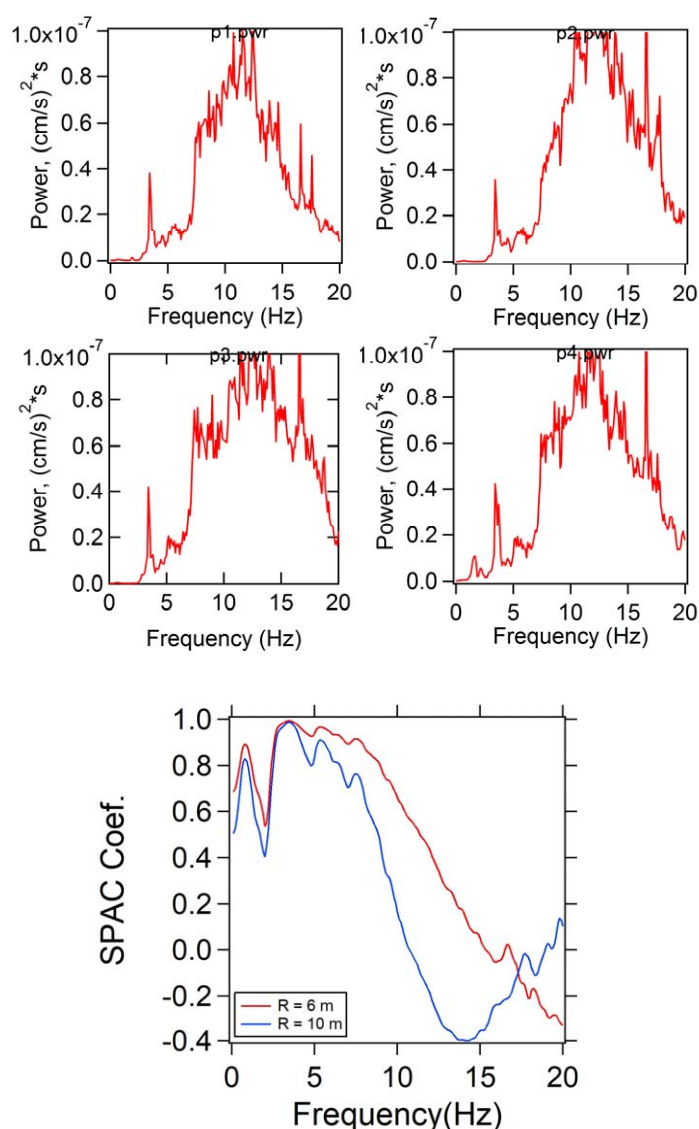 p1.pwr
1.0x10-7
0.8
0.6
0.4
0.2
0.0
Power, (cm/s)2*s
0 5 10 15 20
Frequency (Hz)
p2.pwr
1.0x10-7
0.8
0.6
0.4
0.2
0.0
Power, (cm/s)2*s
0 5 10 15 20
Frequency (Hz)
p3.pwr
1.0x10-7
0.8
0.6
0.4
0.2
0.0
Power, (cm/s)2*s
0 5 10 15 20
Frequency (Hz)
p4.pwr
1.0x10-7
0.8
0.6
0.4
0.2
0.0
Power, (cm/s)2*s
0 5 10 15 20
Frequency (Hz)
1.0
0.8
0.6
0.4
0.2
0.0
-0.2
-0.4
SPAC Coef.
R = 6 m
R = 10 m
0 5 10 15 20
Frequency(Hz)